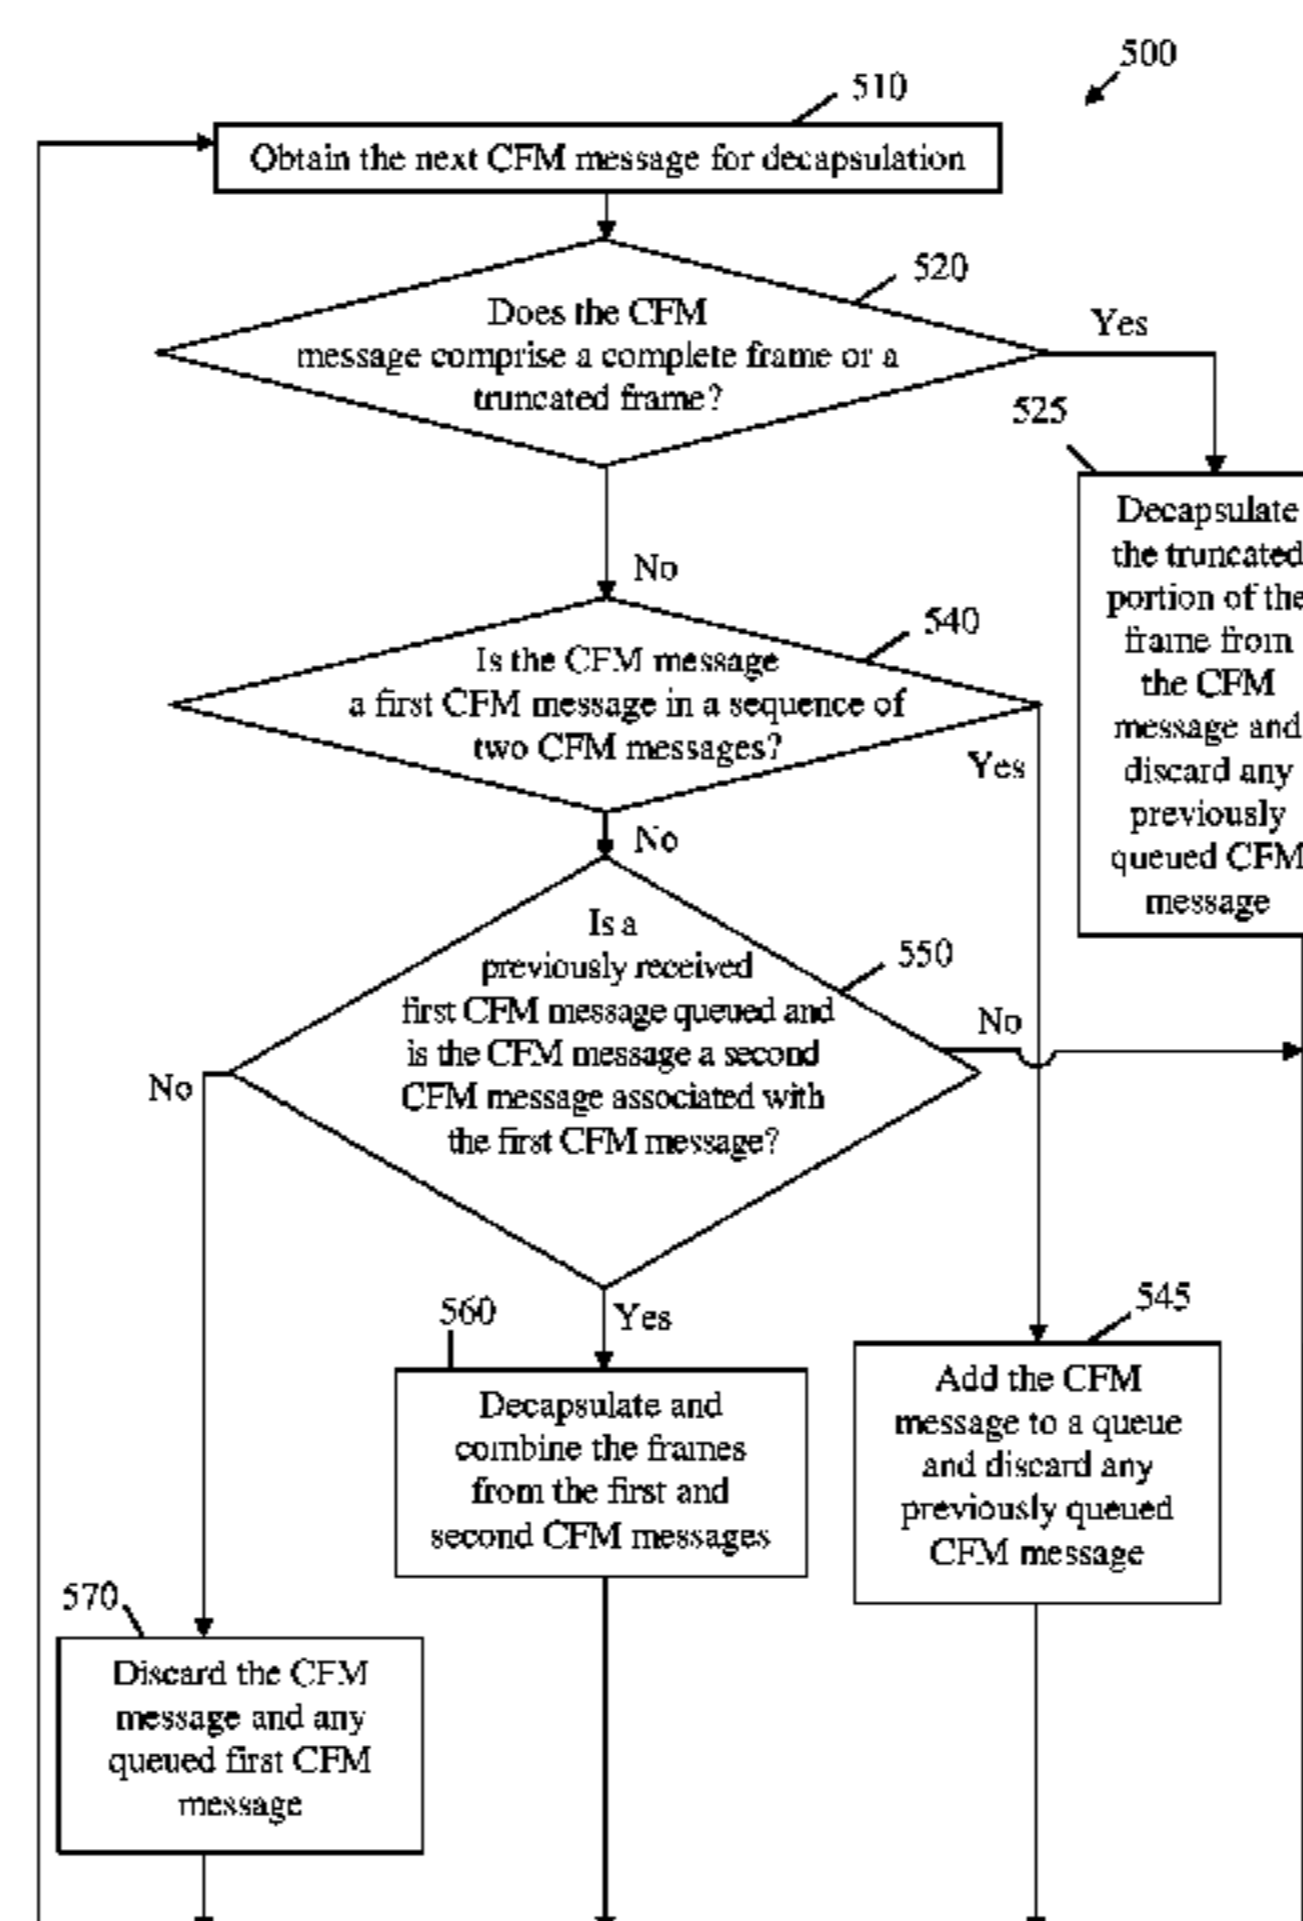 500
510
Obtain the next CFM message for decapsulation
520
Does the CFM
message comprise a complete frame or a
truncated frame?
Yes
525
Decapsulate
the truncated
portion of the
frame from
the CFM
message and
discard any
previously
queued CFM
message
No
540
Is the CFM message
a first CFM message in a sequence of
two CFM messages?
Yes
No
Is a
previously received
first CFM message queued and
is the CFM message a second
CFM message associated with
the first CFM message?
550
No
No
Yes
560
Decapsulate and
combine the frames
from the first and
second CFM messages
545
Add the CFM
message to a queue
and discard any
previously queued
CFM message
570
Discard the CFM
message and any
queued first CFM
message